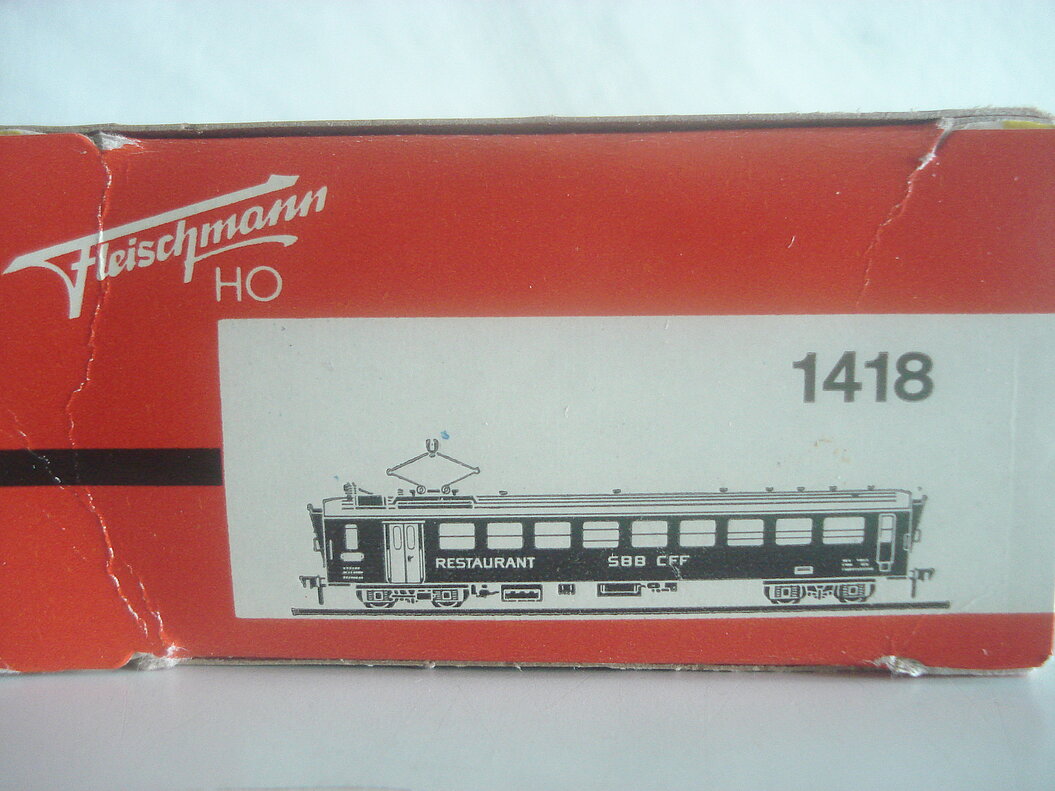 Fleischmann
HO
1418
RESTAURANT SBB CFF